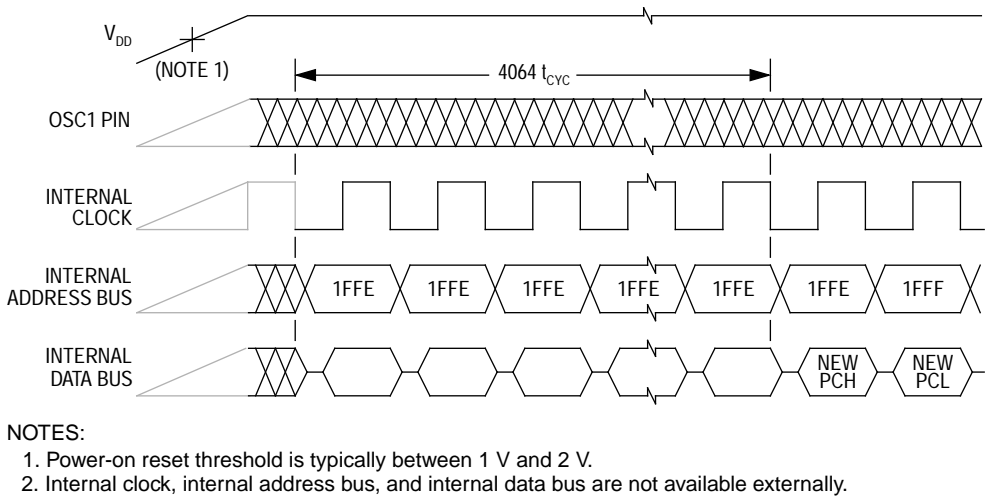 V_DD
(NOTE 1)
4064 t_CYC
OSC1 PIN
INTERNAL
CLOCK
INTERNAL
ADDRESS BUS
1FFE 1FFE 1FFE 1FFE 1FFE 1FFE 1FFF
INTERNAL
DATA BUS
NEW
PCH
NEW
PCL
NOTES:
1. Power-on reset threshold is typically between 1 V and 2 V.
2. Internal clock, internal address bus, and internal data bus are not available externally.